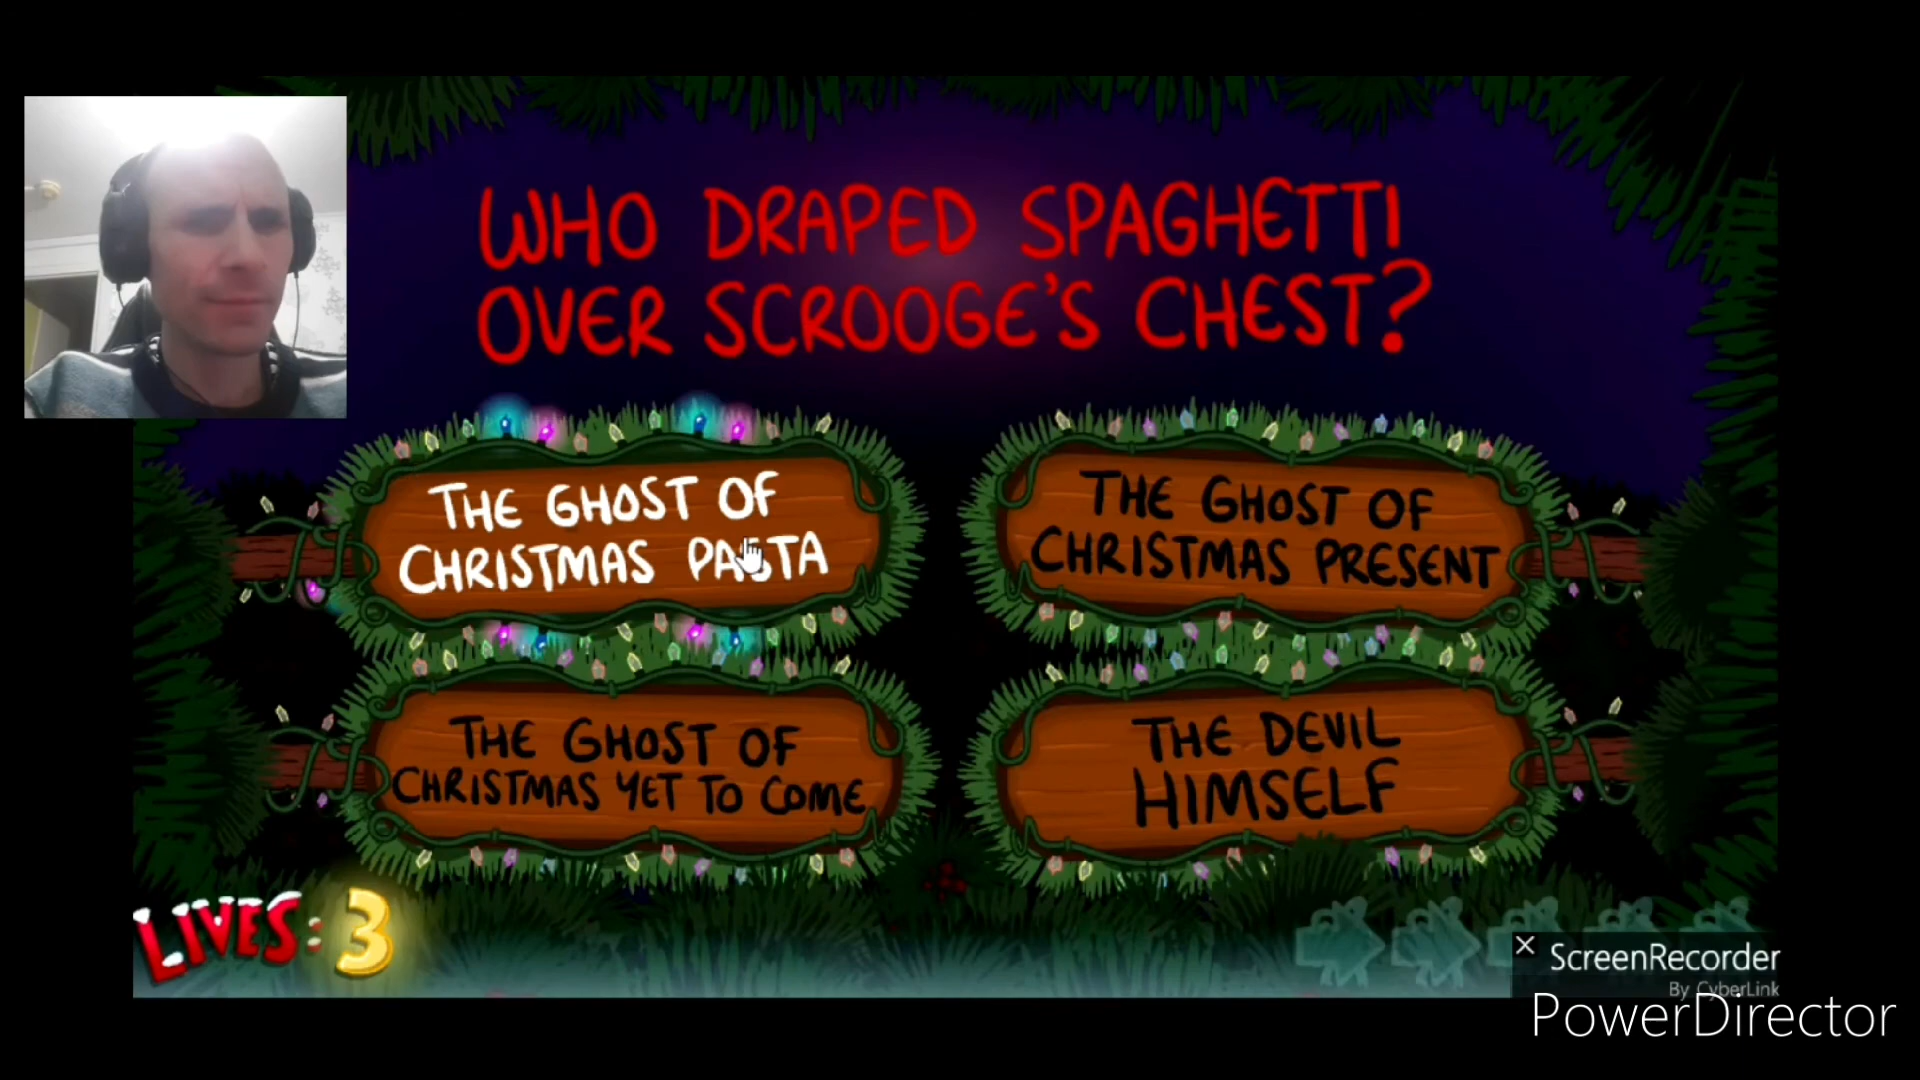 WHO DRAPED SPAGHETTI
OVER SCROOGE'S CHEST?
THE GHOST OF
CHRISTMAS PASTA
THE GHOST OF
CHRISTMAS PRESENT
THE GHOST OF
CHRISTMAS YET TO COME
THE DEVIL
HIMSELF
LIVES: 3
ScreenRecorder
By CyberLink
PowerDirector